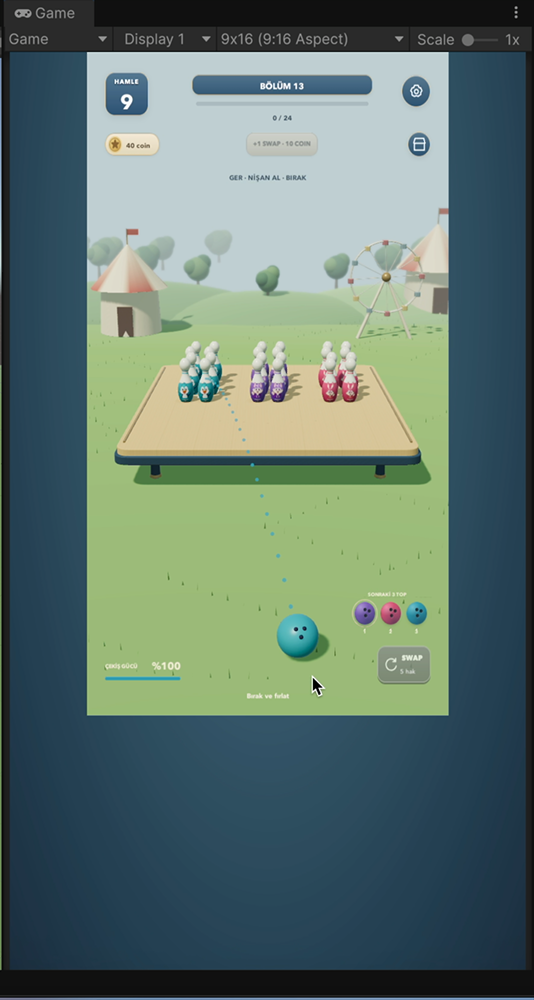 Game
Game Display 1 9x16 (9:16 Aspect) Scale 1x
HAMLE
9
BÖLÜM 13
0 / 24
40 coin
+1 SWAP - 10 COIN
GER - NİŞAN AL - BIRAK
SONRAKİ 3 TOP
1 2 3
SWAP
5 hak
ÇEKİŞ GÜCÜ %100
Bırak ve fırlat